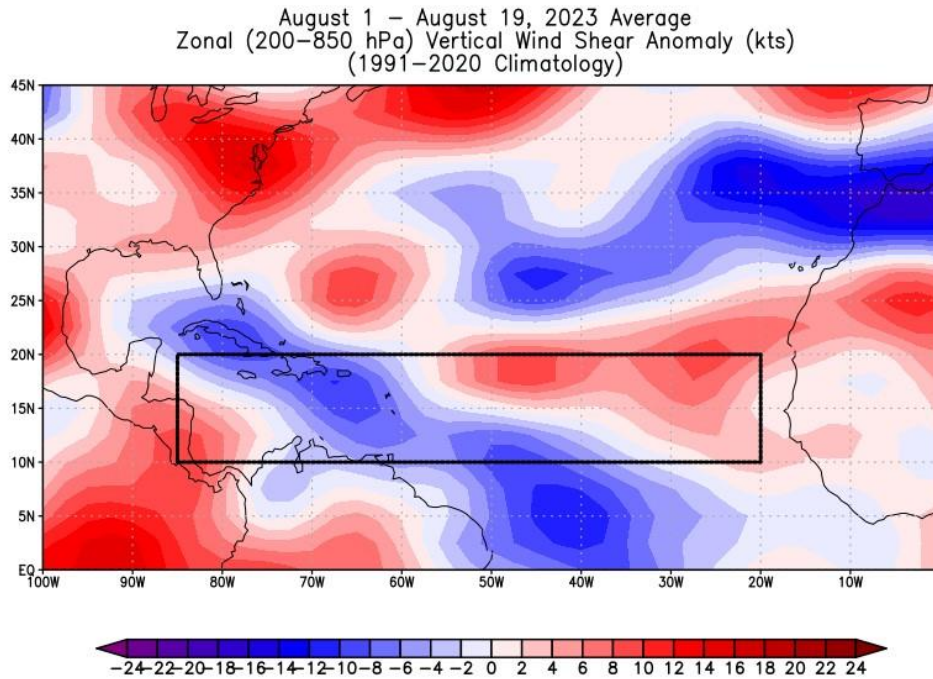 August 1 – August 19, 2023 Average
Zonal (200–850 hPa) Vertical Wind Shear Anomaly (kts)
(1991–2020 Climatology)
45N
40N
35N
30N
25N
20N
15N
10N
5N
EQ
100W 90W 80W 70W 60W 50W 40W 30W 20W 10W
−24 −22 −20 −18 −16 −14 −12 −10 −8 −6 −4 −2 0 2 4 6 8 10 12 14 16 18 20 22 24